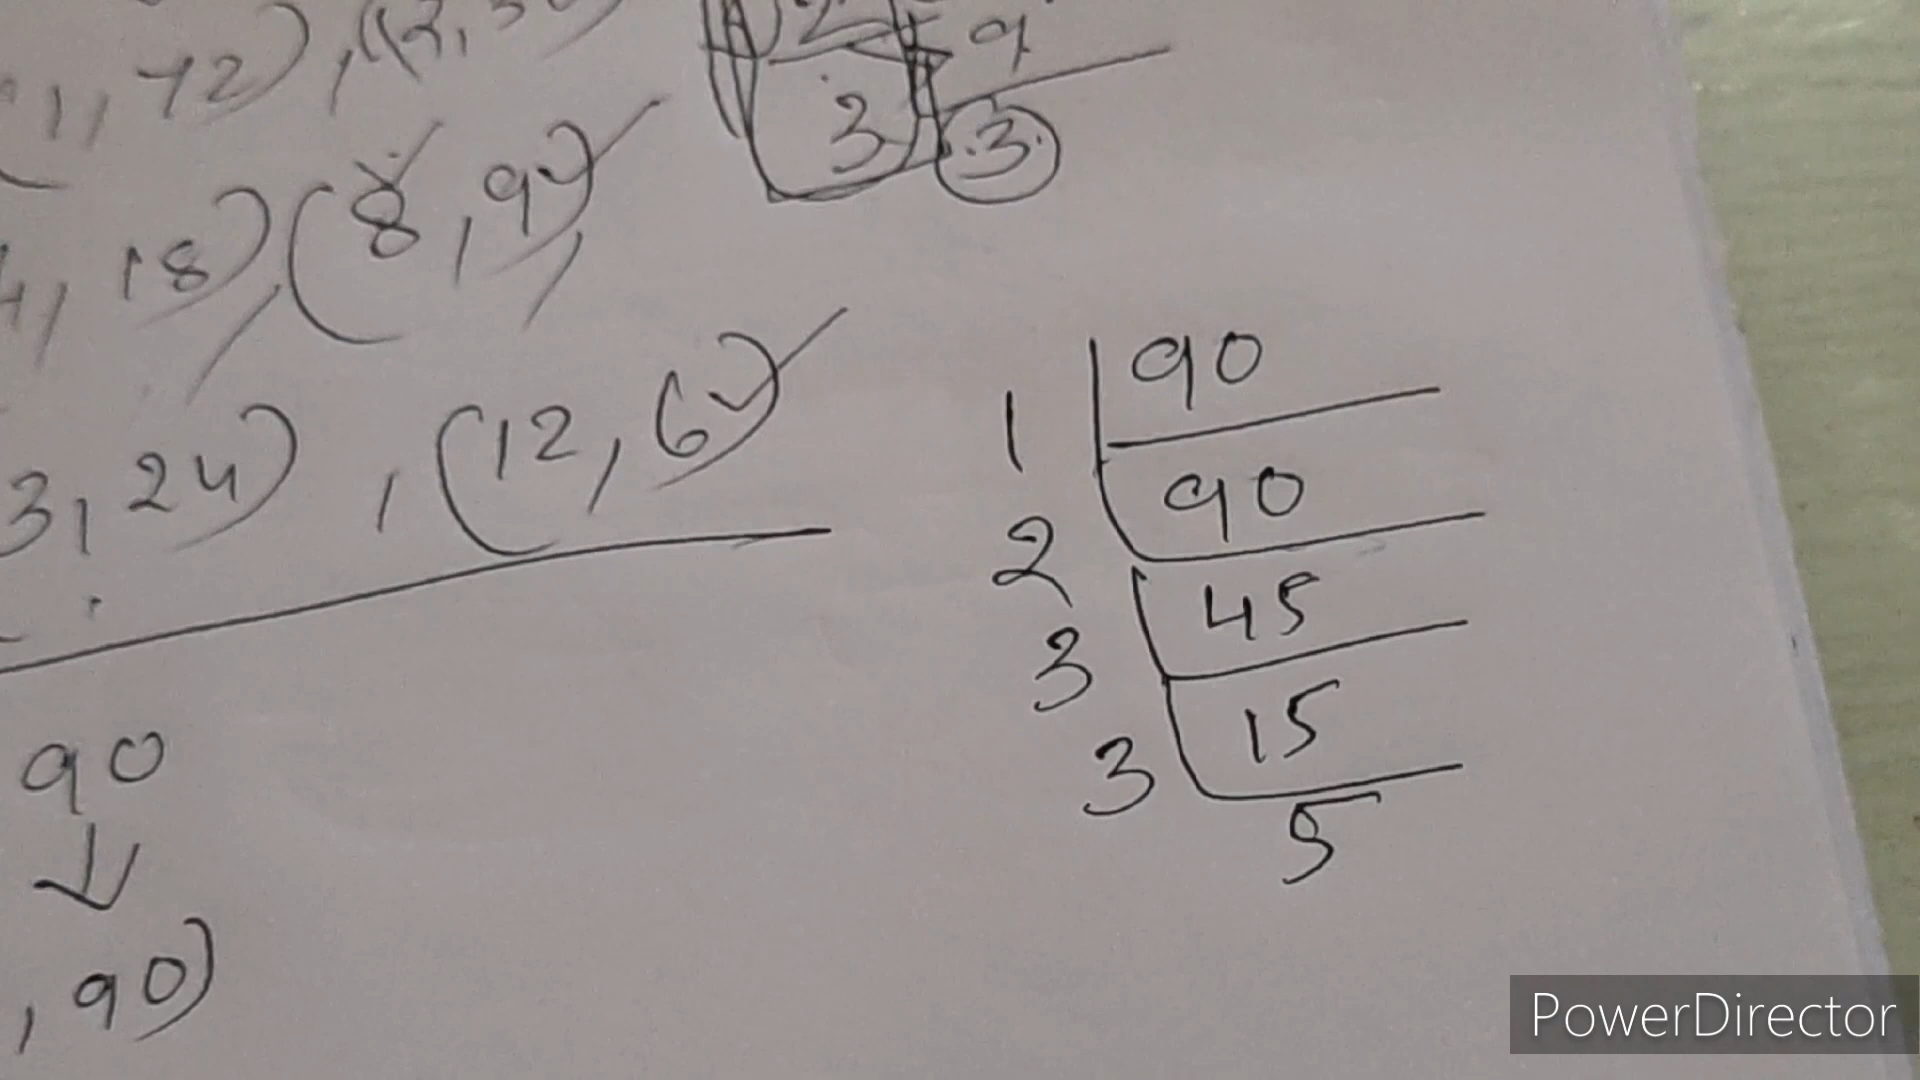 1, 72), (2, 3
2
9
3
3
4, 18), (8, 9),
3, 24), (12, 6)
1 90
2 90
3 45
3 15
5
90
, 90)
PowerDirector